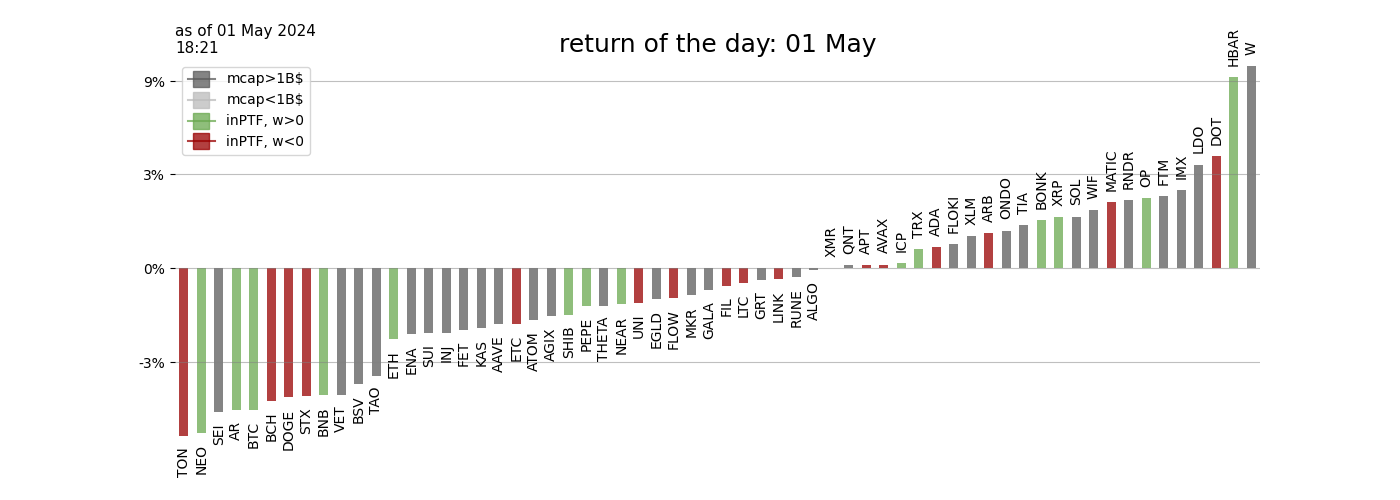 as of 01 May 2024
18:21
return of the day: 01 May
mcap>1B$
mcap<1B$
inPTF, w>0
inPTF, w<0
9%
3%
0%
-3%
TON
NEO
SEI
AR
BTC
BCH
DOGE
STX
BNB
VET
BSV
TAO
ETH
ENA
SUI
INJ
FET
KAS
AAVE
ETC
ATOM
AGIX
SHIB
PEPE
THETA
NEAR
UNI
EGLD
FLOW
MKR
GALA
FIL
LTC
GRT
LINK
RUNE
ALGO
XMR
QNT
APT
AVAX
ICP
TRX
ADA
FLOKI
XLM
ARB
ONDO
TIA
BONK
XRP
SOL
WIF
MATIC
RNDR
OP
FTM
IMX
LDO
DOT
HBAR
W